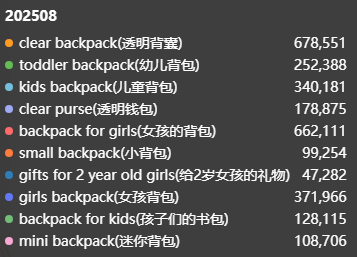 202508
clear backpack(透明背囊) 678,551
toddler backpack(幼儿背包) 252,388
kids backpack(儿童背包) 340,181
clear purse(透明钱包) 178,875
backpack for girls(女孩的背包) 662,111
small backpack(小背包) 99,254
gifts for 2 year old girls(给2岁女孩的礼物) 47,282
girls backpack(女孩背包) 371,966
backpack for kids(孩子们的书包) 128,115
mini backpack(迷你背包) 108,706